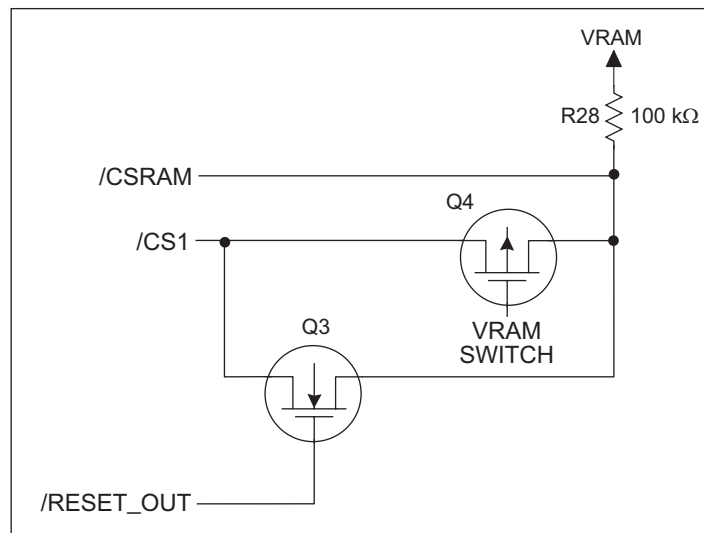 VRAM
R28 100 kΩ
/CSRAM
Q4
/CS1
VRAM
SWITCH
Q3
/RESET_OUT